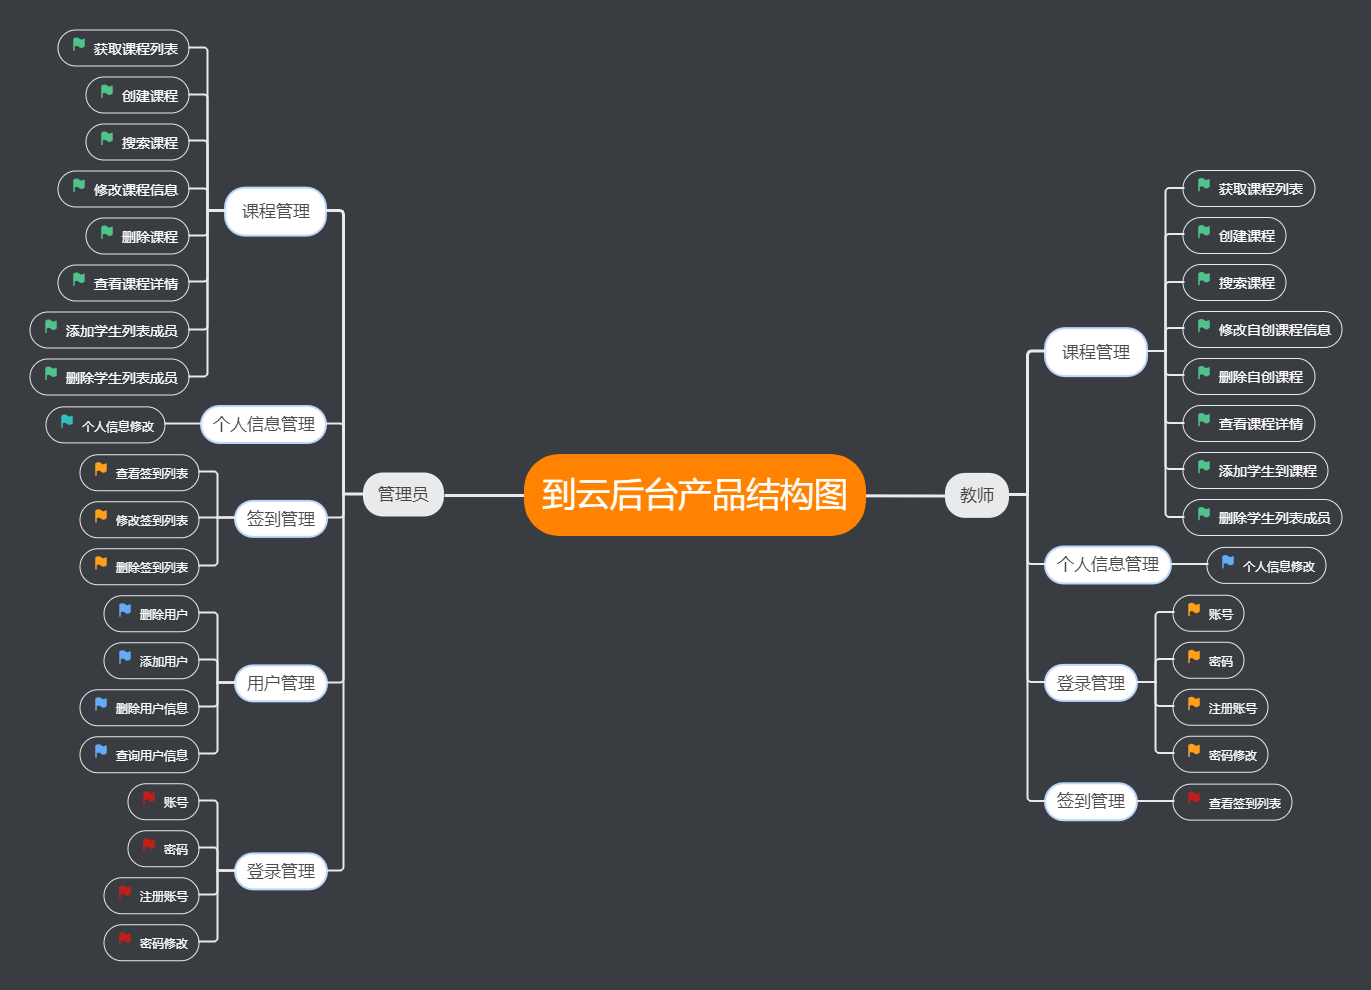 到云后台产品结构图
管理员
课程管理
获取课程列表
创建课程
搜索课程
修改课程信息
删除课程
查看课程详情
添加学生列表成员
删除学生列表成员
个人信息管理
个人信息修改
签到管理
查看签到列表
修改签到列表
删除签到列表
用户管理
删除用户
添加用户
删除用户信息
查询用户信息
登录管理
账号
密码
注册账号
密码修改
教师
课程管理
获取课程列表
创建课程
搜索课程
修改自创课程信息
删除自创课程
查看课程详情
添加学生到课程
删除学生列表成员
个人信息管理
个人信息修改
登录管理
账号
密码
注册账号
密码修改
签到管理
查看签到列表